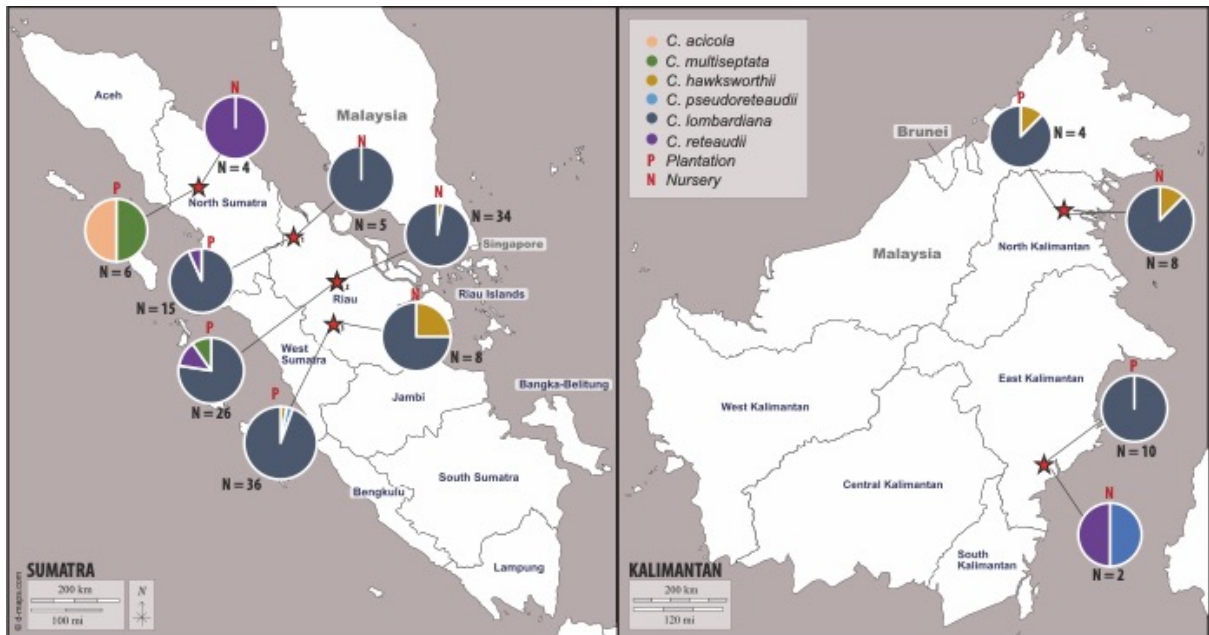 Aceh
N
Malaysia
N
N = 4
P
North Sumatra
N
N = 34
N = 5
Singapore
N = 6
P
N = 15
Riau
Riau Islands
N
P
West
Sumatra
N = 8
N = 26
Jambi
Bangka-Belitung
P
N = 36
South Sumatra
Bengkulu
Lampung
SUMATRA
200 km
100 mi
N
© d-maps.com
C. acicola
C. multiseptata
C. hawksworthii
C. pseudoreteaudii
C. lombardiana
C. reteaudii
P Plantation
N Nursery
P
N = 4
Brunei
N
Malaysia
North Kalimantan
N = 8
East Kalimantan
P
West Kalimantan
N = 10
Central Kalimantan
N
South
Kalimantan
N = 2
KALIMANTAN
200 km
120 mi